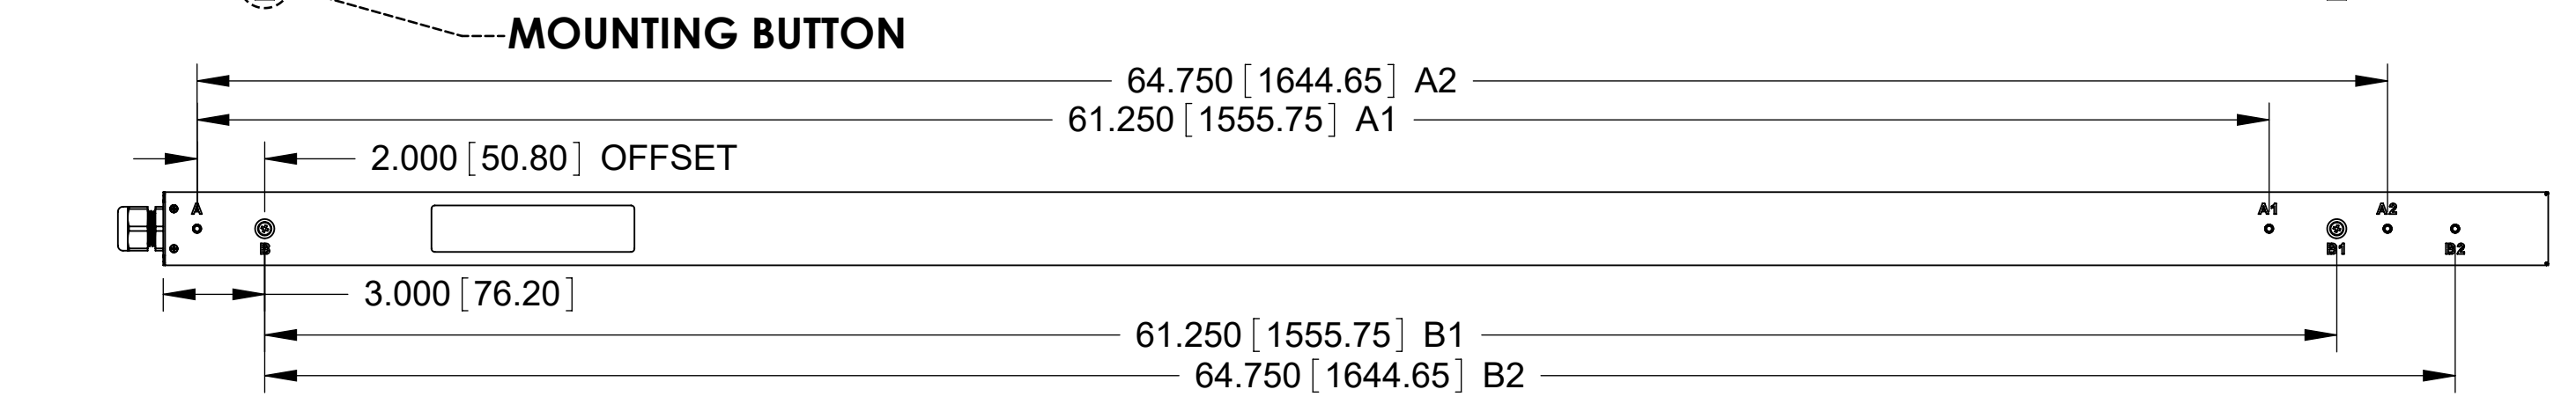 MOUNTING BUTTON
64.750 [1644.65] A2
61.250 [1555.75] A1
2.000 [50.80] OFFSET
A
A1
A2
B
B1
B2
3.000 [76.20]
61.250 [1555.75] B1
64.750 [1644.65] B2